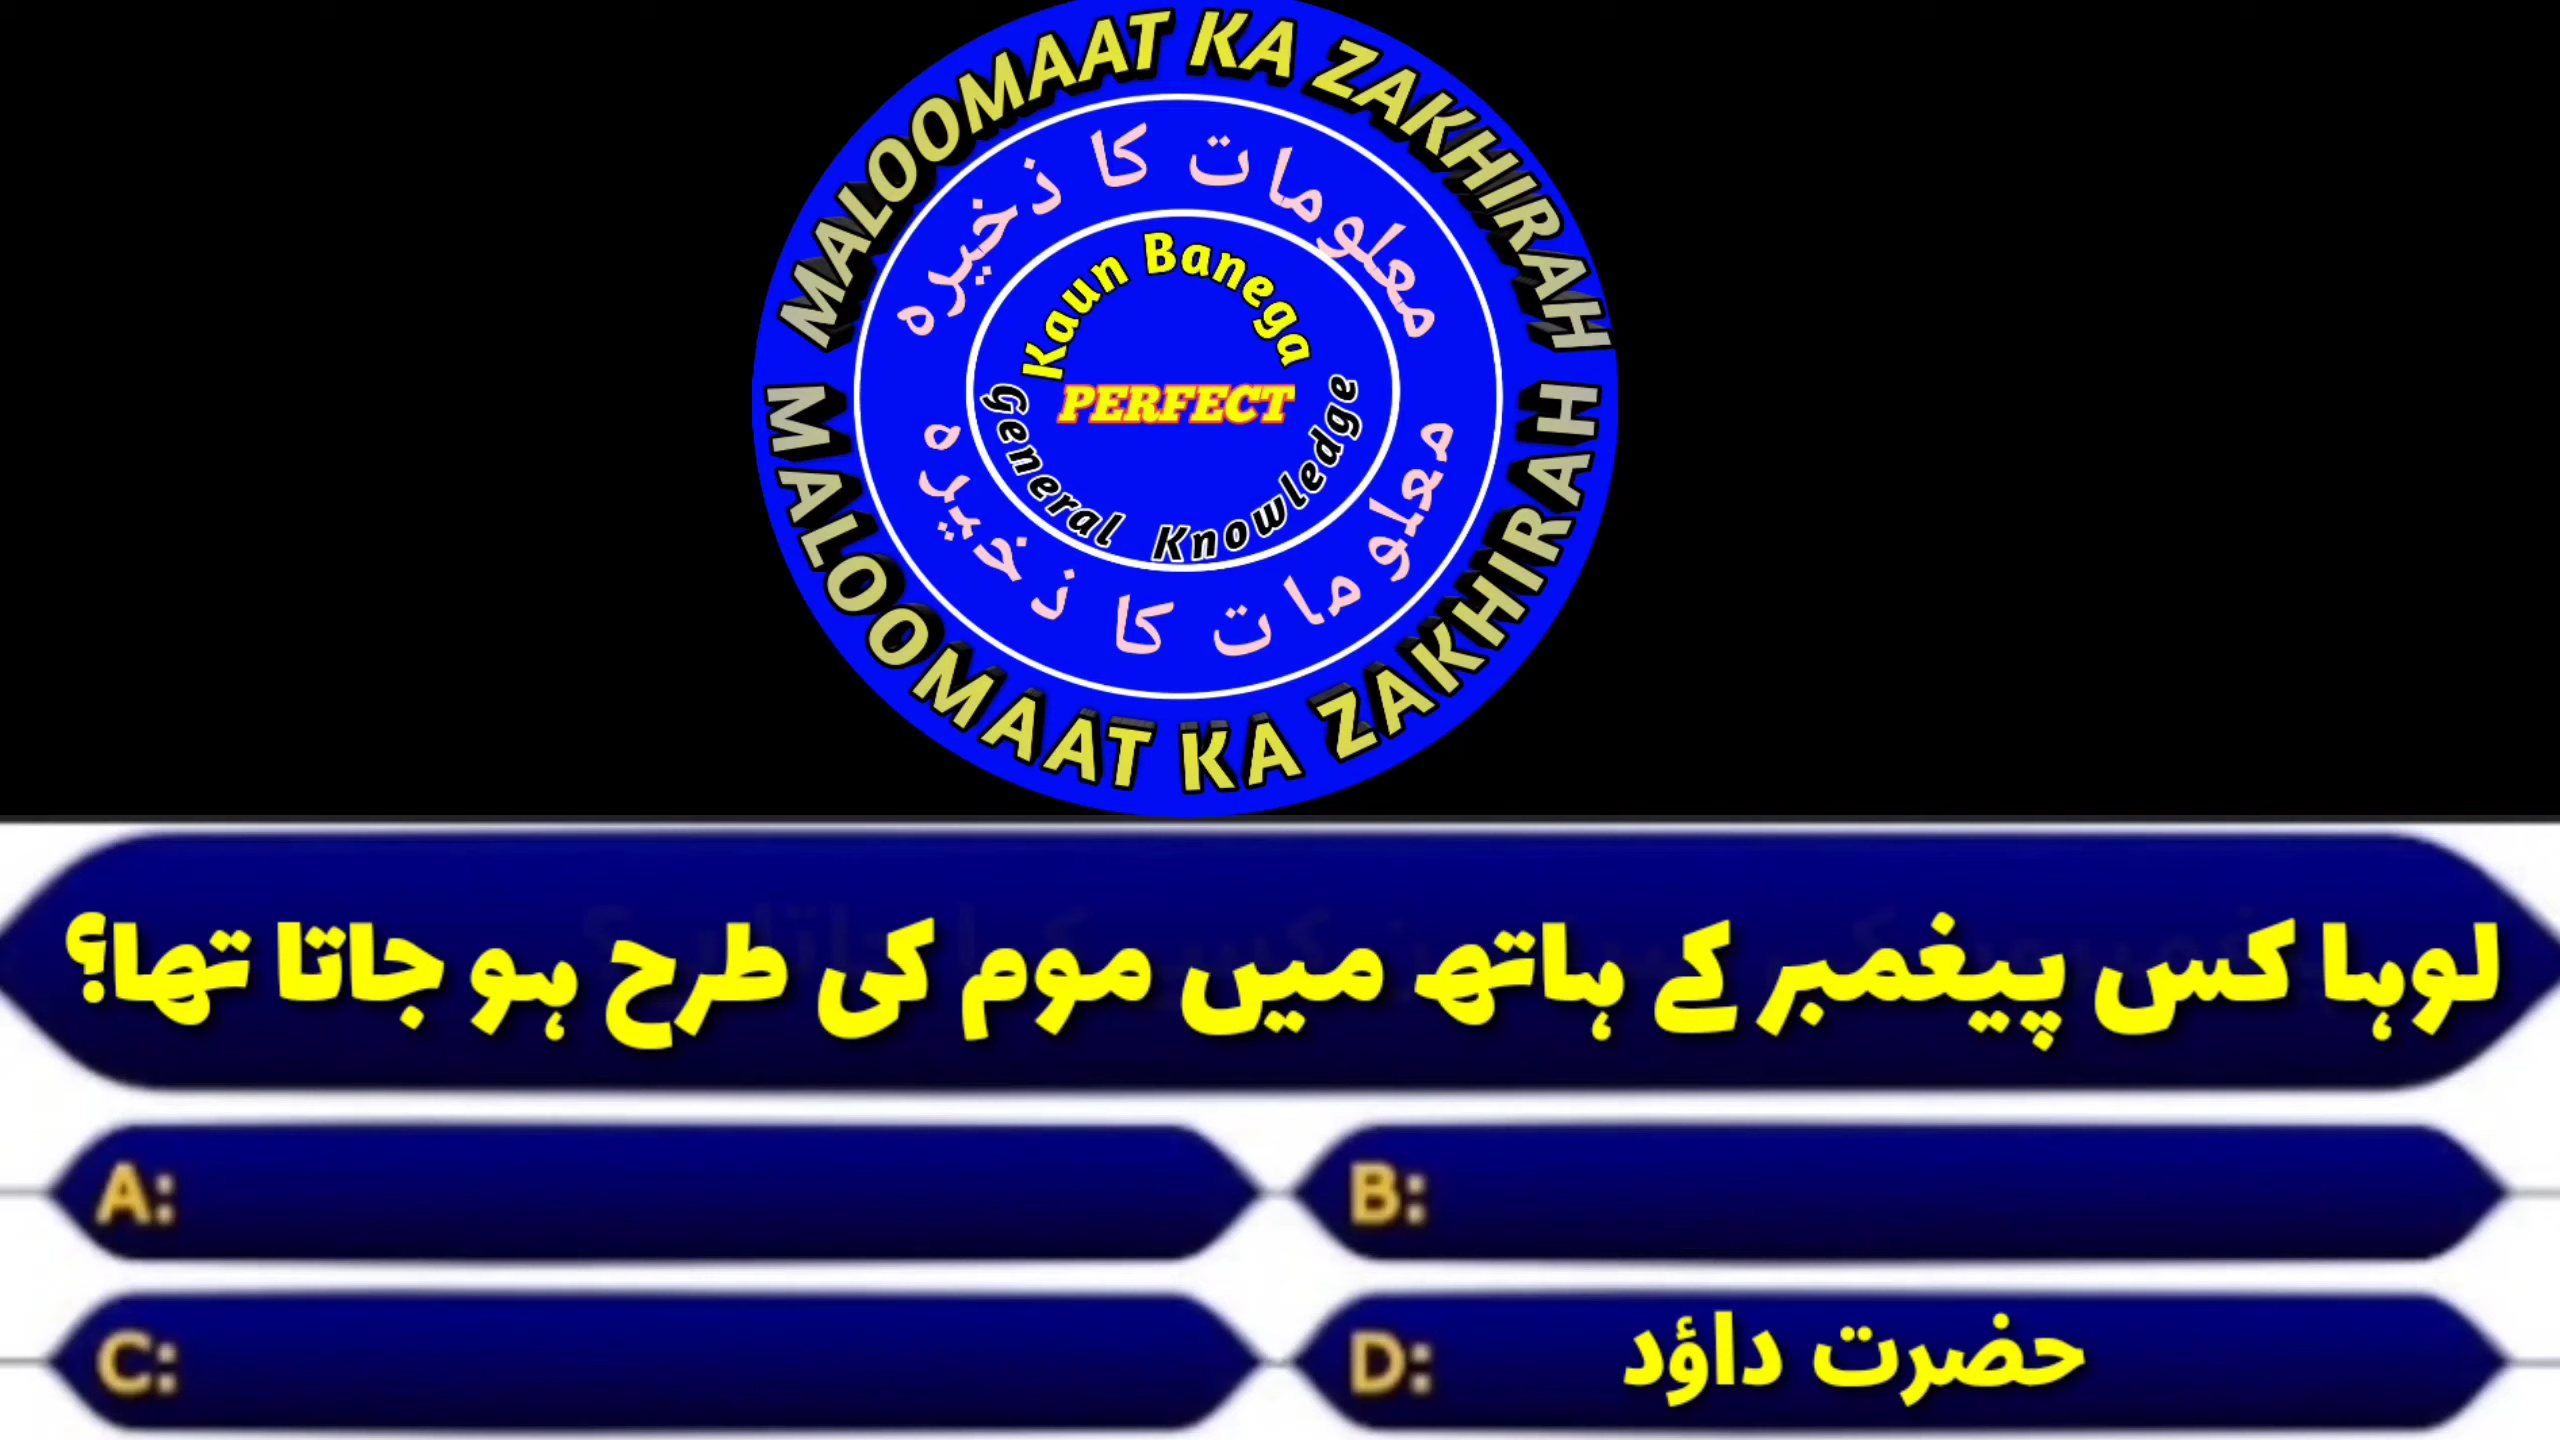 MALOOMAAT KA ZAKHIRAH
معلومات کا ذخیرہ
Kaun Banega
PERFECT
General Knowledge
معلومات کا ذخیرہ
MALOOMAAT KA ZAKHIRAH
لوہا کس پیغمبر کے ہاتھ میں موم کی طرح ہو جاتا تھا؟
A:
B:
C:
D: حضرت داؤد